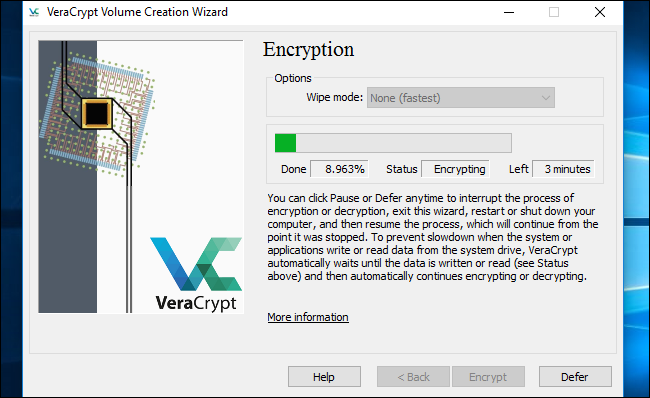 VeraCrypt Volume Creation Wizard
Encryption
Options
Wipe mode: None (fastest)
Done 8.963% Status Encrypting Left 3 minutes
You can click Pause or Defer anytime to interrupt the process of
encryption or decryption, exit this wizard, restart or shut down your
computer, and then resume the process, which will continue from the
point it was stopped. To prevent slowdown when the system or
applications write or read data from the system drive, VeraCrypt
automatically waits until the data is written or read (see Status
above) and then automatically continues encrypting or decrypting.
VeraCrypt
More information
Help < Back Encrypt Defer